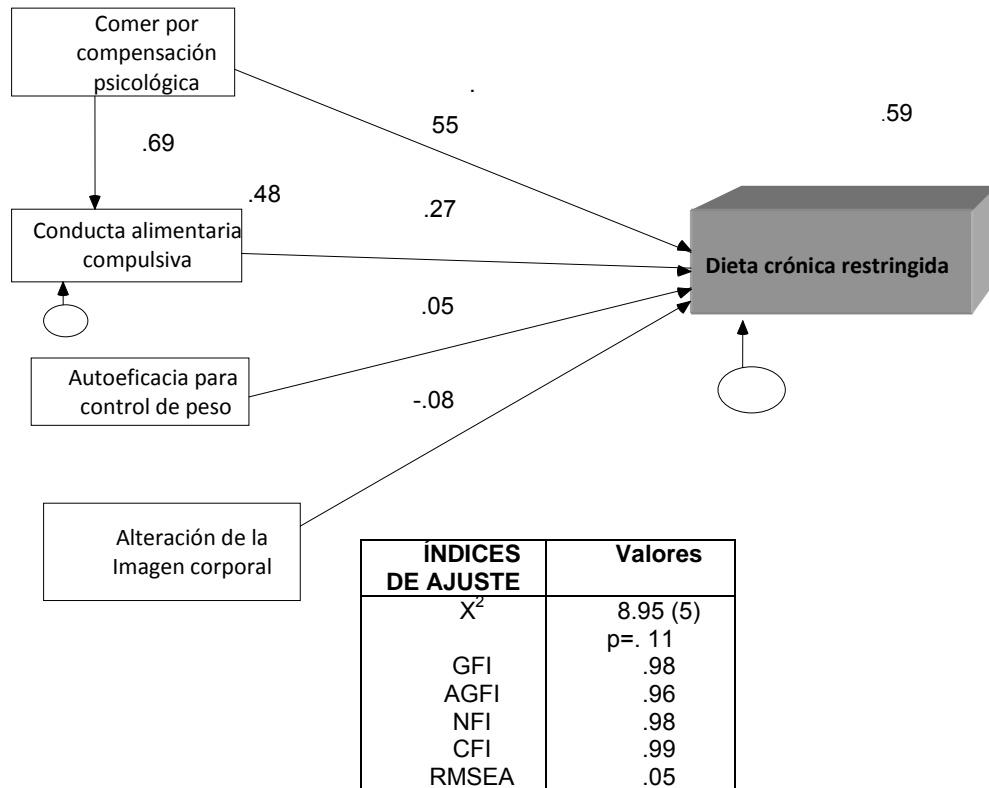 Comer por
compensación
psicológica
.
55
.59
.69
.48
.27
Conducta alimentaria
compulsiva
Dieta crónica restringida
.05
Autoeficacia para
control de peso
-.08
Alteración de la
Imagen corporal
ÍNDICES
DE AJUSTE
Valores
X²
8.95 (5)
p=. 11
GFI
.98
AGFI
.96
NFI
.98
CFI
.99
RMSEA
.05